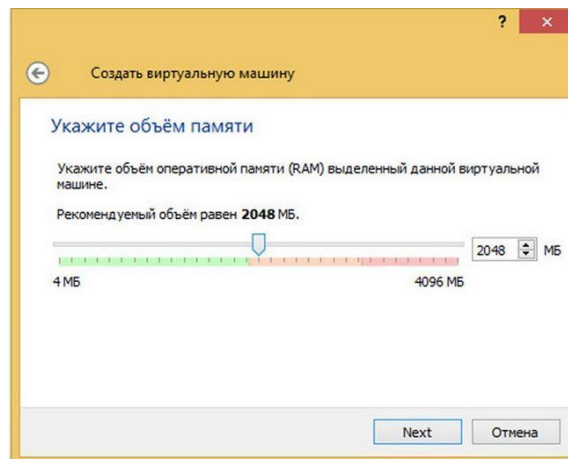 ?
Создать виртуальную машину
Укажите объём памяти
Укажите объём оперативной памяти (RAM) выделенный данной виртуальной
машине.
Рекомендуемый объём равен 2048 МБ.
2048 МБ
4 МБ 4096 МБ
Next Отмена